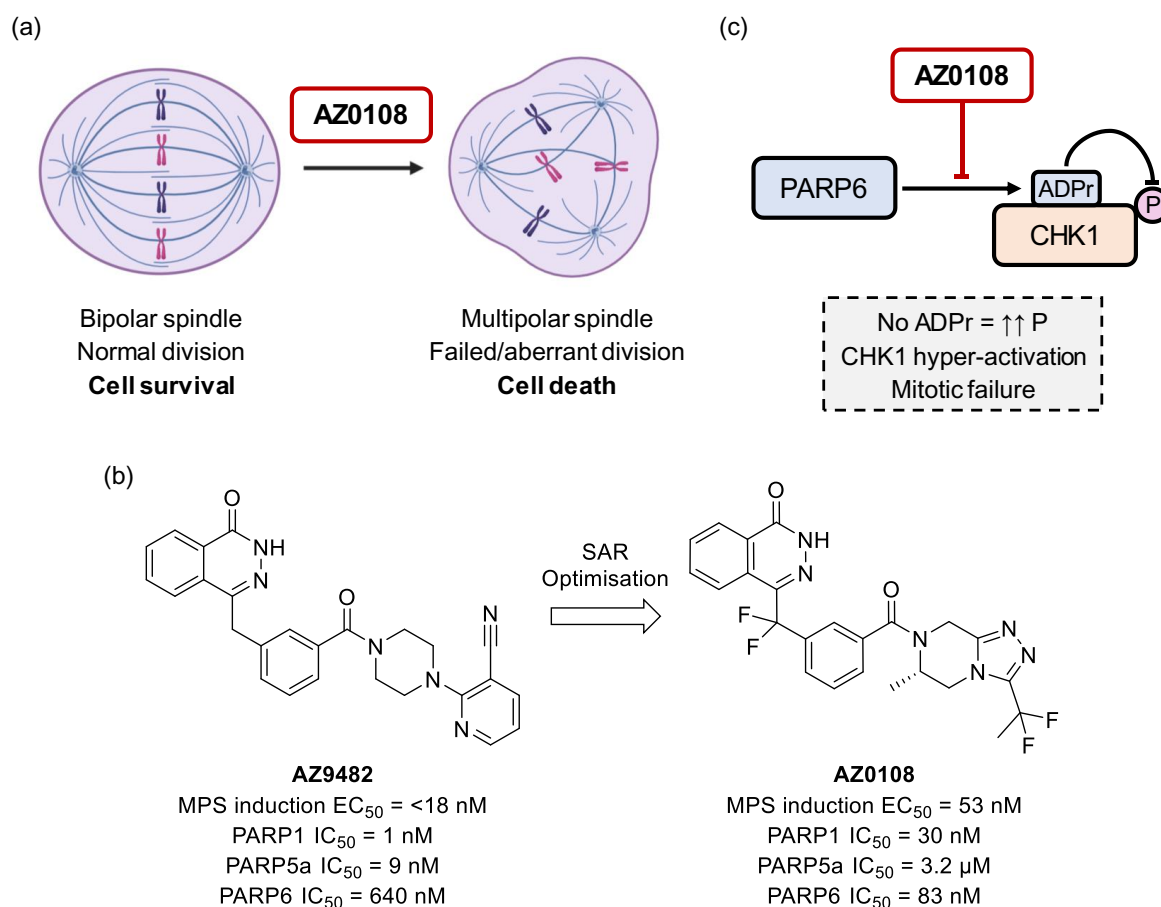 (a)
AZ0108
Bipolar spindle
Normal division
Cell survival
Multipolar spindle
Failed/aberrant division
Cell death
(c)
AZ0108
PARP6
ADPr
P
CHK1
No ADPr = ↑↑ P
CHK1 hyper-activation
Mitotic failure
(b)
O
NH
N
O
N
N
N
N
AZ9482
MPS induction EC50 = <18 nM
PARP1 IC50 = 1 nM
PARP5a IC50 = 9 nM
PARP6 IC50 = 640 nM
SAR
Optimisation
O
NH
N
F
F
O
N
N
N
N
F
F
AZ0108
MPS induction EC50 = 53 nM
PARP1 IC50 = 30 nM
PARP5a IC50 = 3.2 µM
PARP6 IC50 = 83 nM